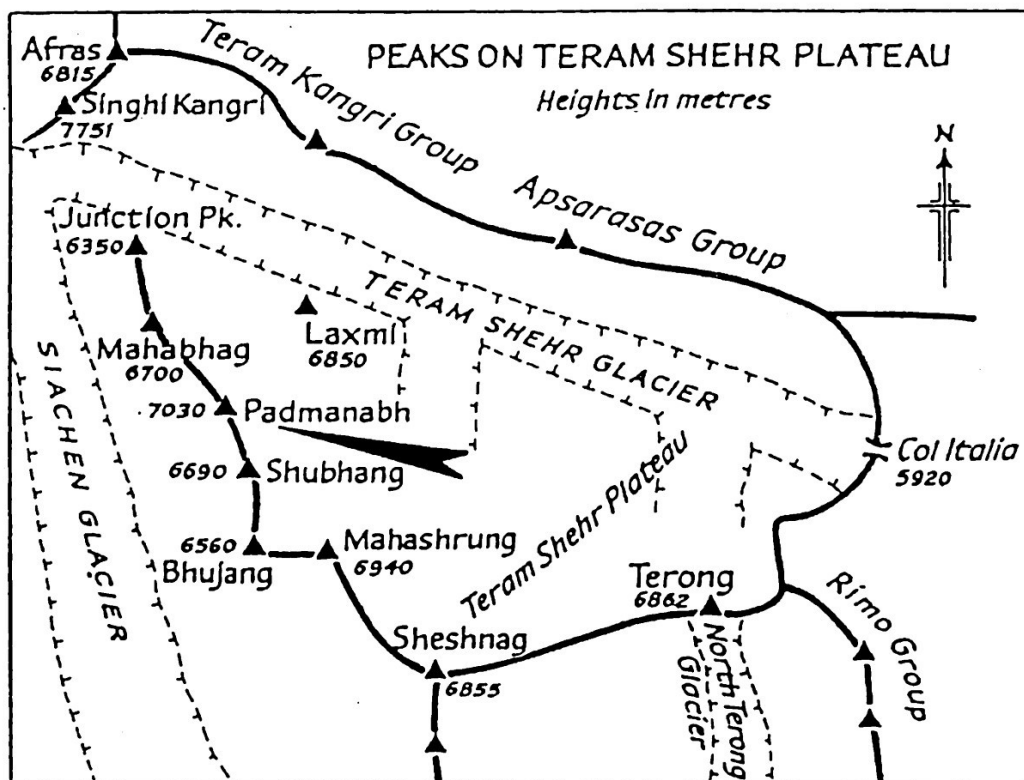 PEAKS ON TERAM SHEHR PLATEAU
Heights in metres
Afras
6815
Singhi Kangri
7751
Teram Kangri Group
Apsarasas Group
N
Junction Pk.
6350
Laxmi
6850
TERAM SHEHR GLACIER
Mahabhag
6700
SIACHEN GLACIER
7030 Padmanabh
6690 Shubhang
Col Italia
5920
6560
Bhujang
Mahashrung
6940
Teram Shehr Plateau
Terong
6862
Rimo Group
Sheshnag
6855
North Terong
Glacier